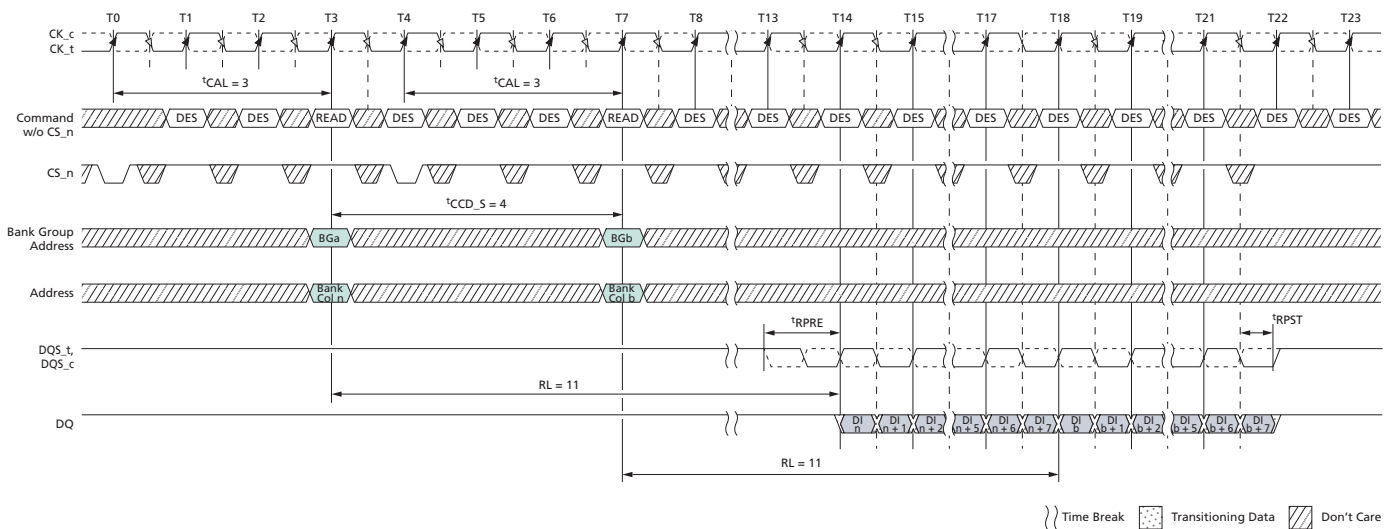 T0 T1 T2 T3 T4 T5 T6 T7 T8 T13 T14 T15 T17 T18 T19 T21 T22 T23
CK_c
CK_t
tCAL = 3 tCAL = 3
Command
w/o CS_n
DES DES READ DES DES DES READ DES DES DES DES DES DES DES DES DES DES
CS_n
tCCD_S = 4
Bank Group
Address
BGa BGb
Address
Bank
Col n
Bank
Col b
tRPRE tRPST
DQS_t,
DQS_c
RL = 11
DQ
DI
n
DI
n + 1
DI
n + 2
DI
n + 5
DI
n + 6
DI
n + 7
DI
b
DI
b + 1
DI
b + 2
DI
b + 5
DI
b + 6
DI
b + 7
RL = 11
Time Break Transitioning Data Don't Care